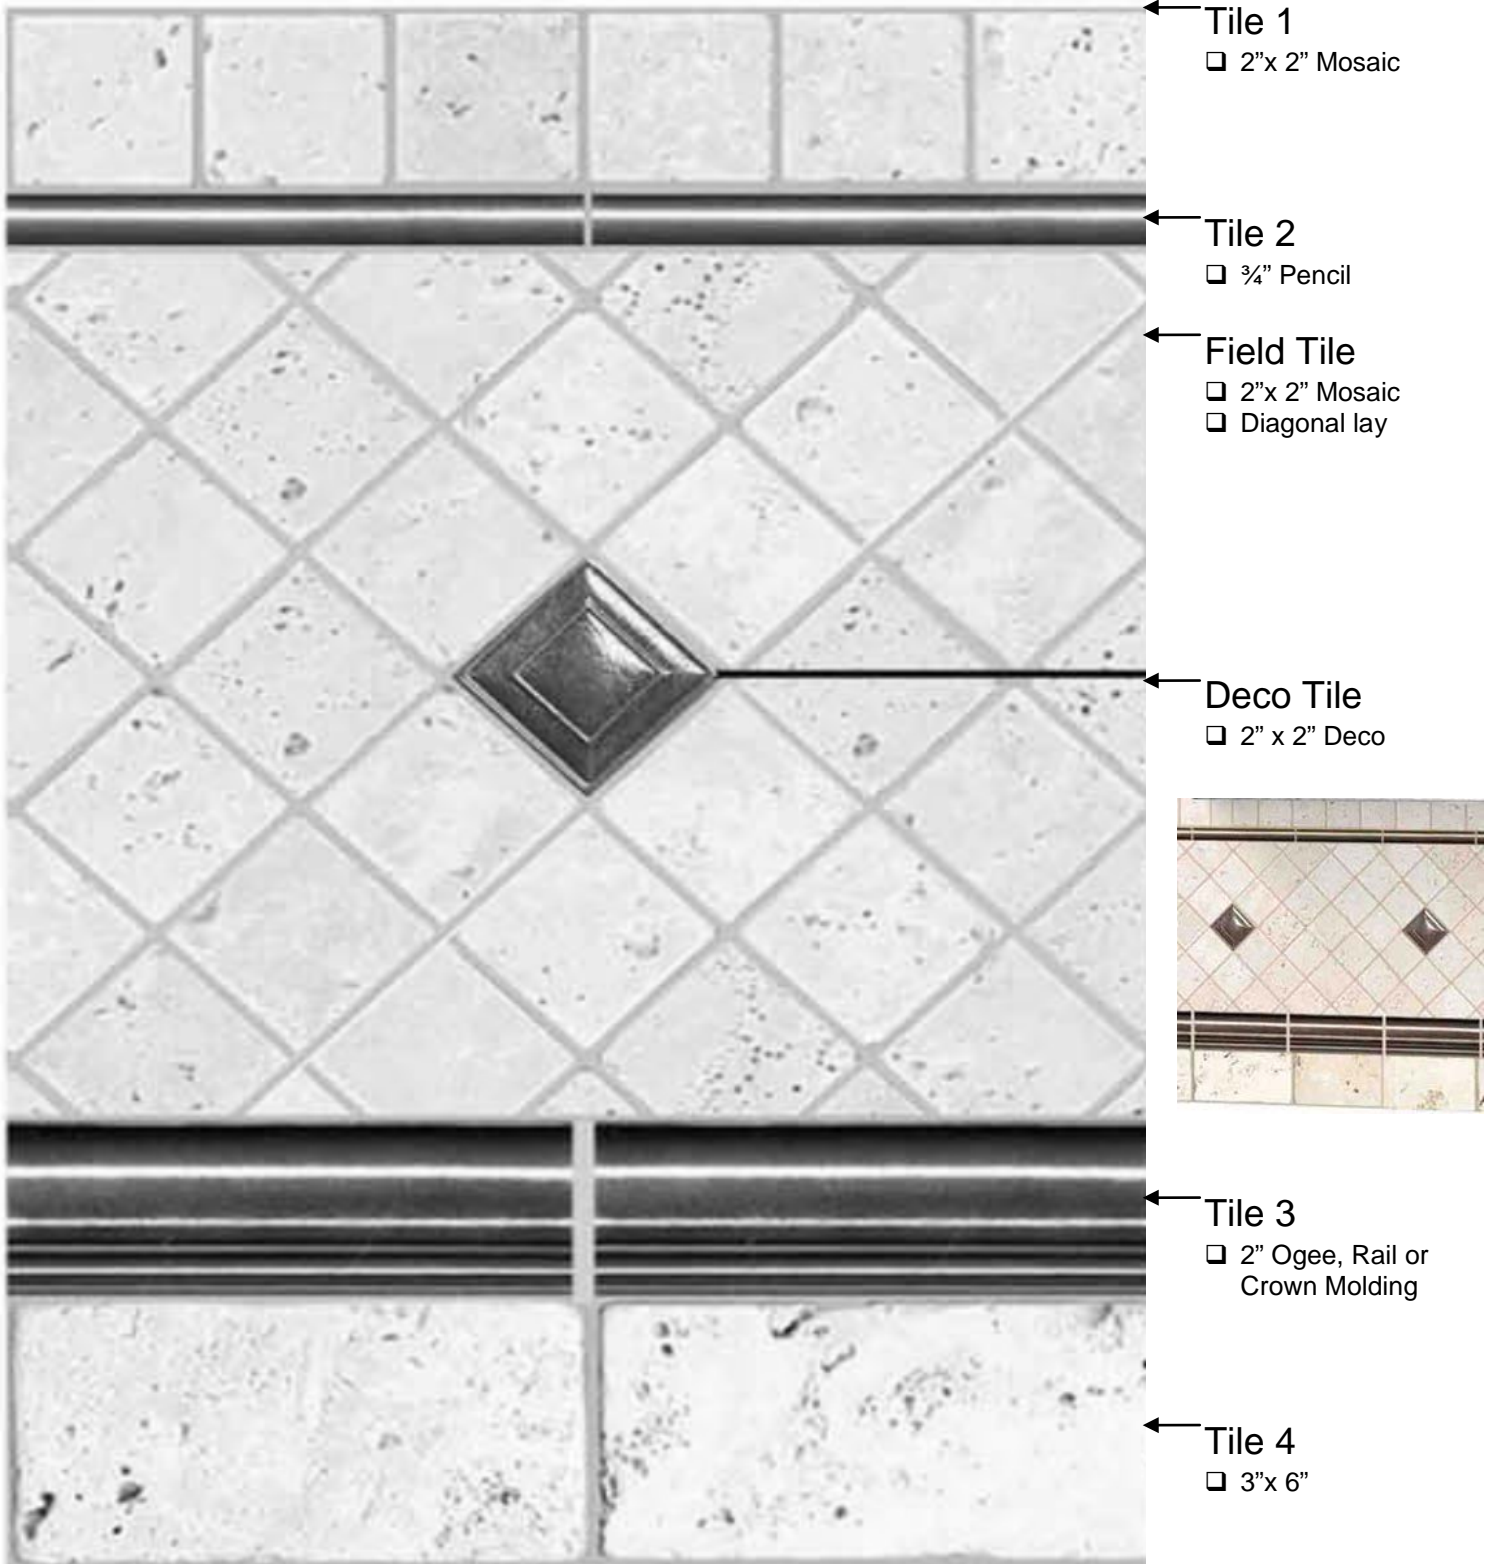 Tile 1
❑ 2”x 2” Mosaic
Tile 2
❑ ¾” Pencil
Field Tile
❑ 2”x 2” Mosaic
❑ Diagonal lay
Deco Tile
❑ 2” x 2” Deco
Tile 3
❑ 2” Ogee, Rail or
Crown Molding
Tile 4
❑ 3”x 6”